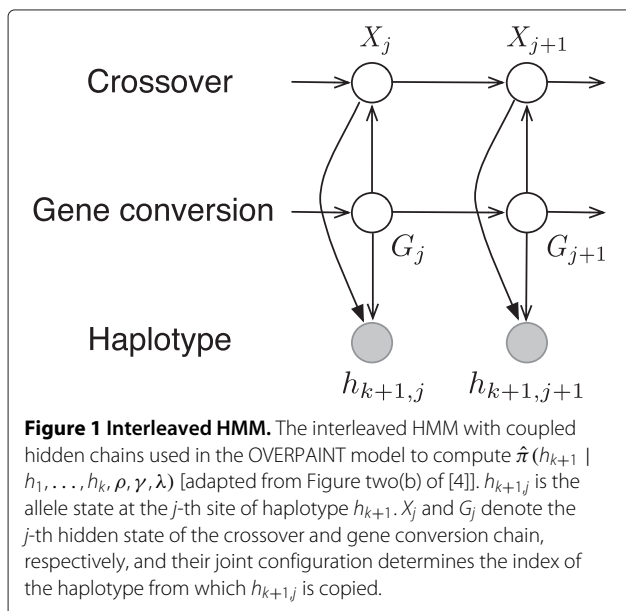 X_j X_{j+1}
Crossover
Gene conversion
G_j G_{j+1}
Haplotype
h_{k+1,j} h_{k+1,j+1}
Figure 1 Interleaved HMM. The interleaved HMM with coupled
hidden chains used in the OVERPAINT model to compute π̂(h_{k+1} |
h_1, . . . , h_k, ρ, γ, λ) [adapted from Figure two(b) of [4]]. h_{k+1,j} is the
allele state at the j-th site of haplotype h_{k+1}. X_j and G_j denote the
j-th hidden state of the crossover and gene conversion chain,
respectively, and their joint configuration determines the index of
the haplotype from which h_{k+1,j} is copied.